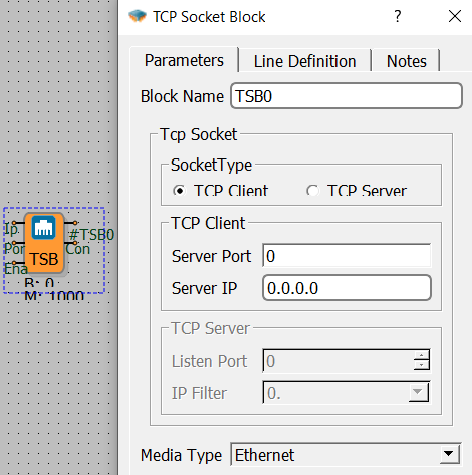 TCP Socket Block ?
Parameters Line Definition Notes
Block Name TSB0
Tcp Socket
SocketType
TCP Client TCP Server
TCP Client
Server Port 0
Server IP 0.0.0.0
TCP Server
Listen Port 0
IP Filter 0.
Media Type Ethernet
Ip
#TSB0
Por Con
TSB
Ena
B: 0
M: 1000